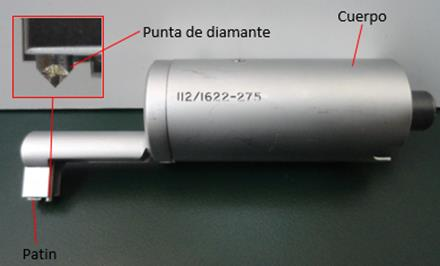 Cuerpo
Punta de diamante
112/1622-275
Patin